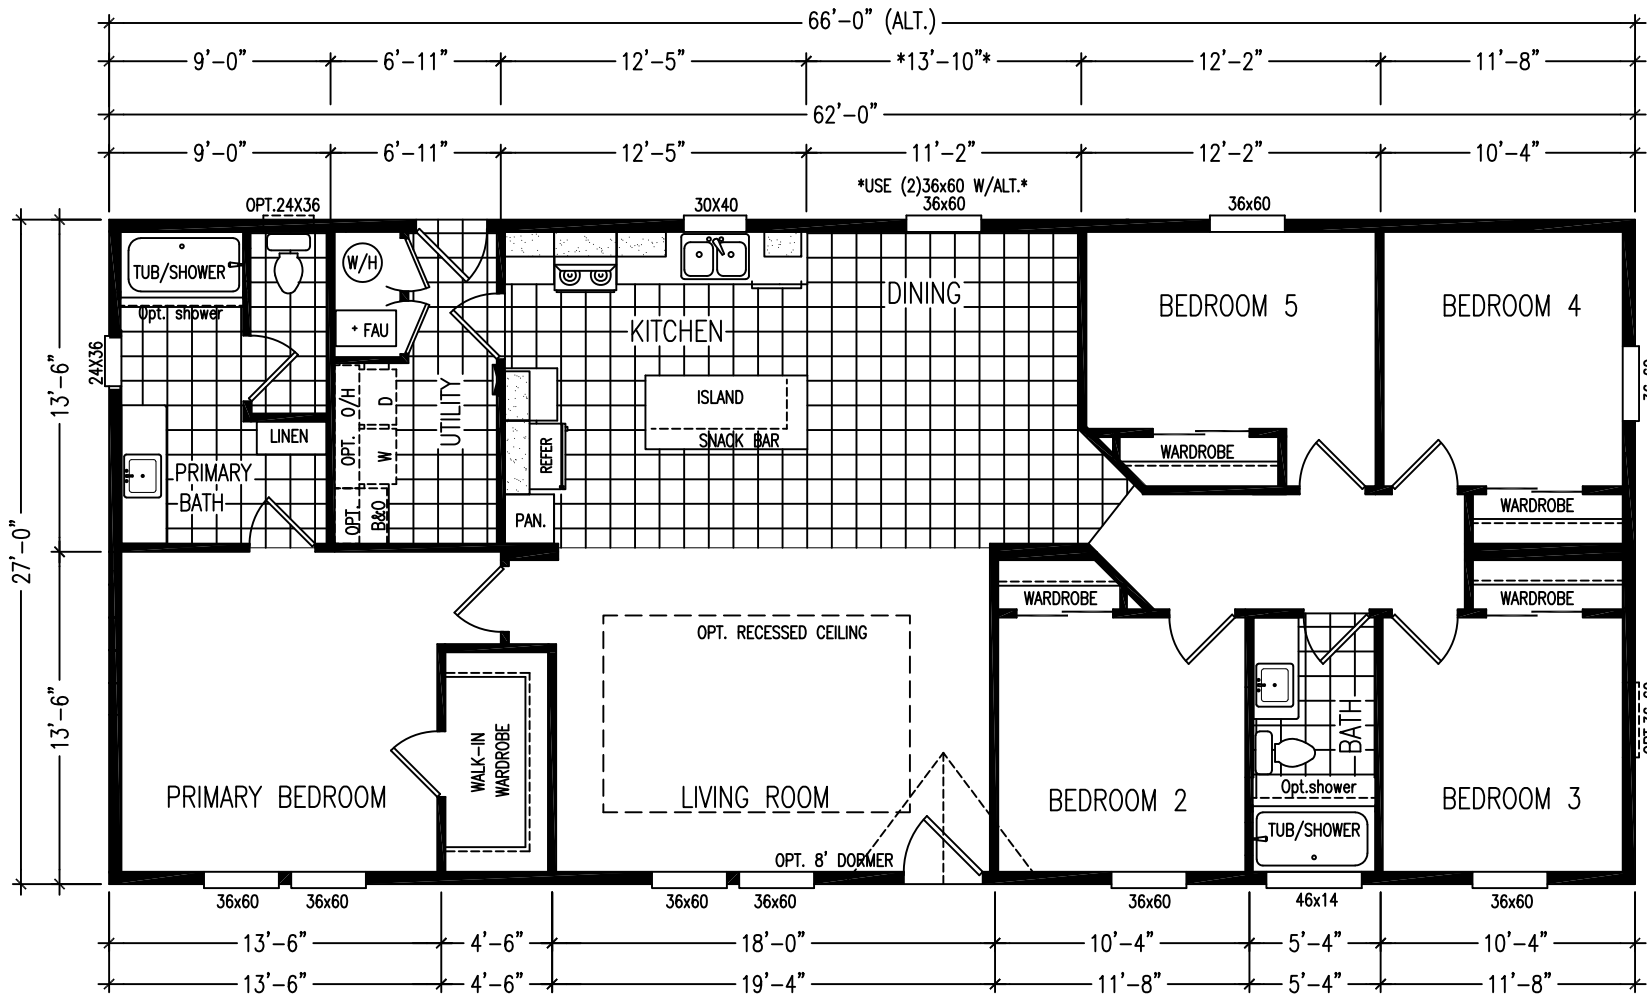 66'-0" (ALT.)
9'-0" 6'-11" 12'-5" *13'-10"* 12'-2" 11'-8"
62'-0"
9'-0" 6'-11" 12'-5" 11'-2" 12'-2" 10'-4"
*USE (2)36x60 W/ALT.*
OPT.24X36 30X40 36x60 36x60
W/H
TUB/SHOWER
Opt. shower
+ FAU
KITCHEN
DINING
BEDROOM 5
BEDROOM 4
24X36
13'-6"
27'-0"
OPT. O/H
D
W
UTILITY
ISLAND
SNACK BAR
LINEN
REFER
WARDROBE
PRIMARY
BATH
OPT.
B&O
PAN.
WARDROBE
WARDROBE
WARDROBE
OPT. RECESSED CEILING
13'-6"
WALK-IN
WARDROBE
BATH
PRIMARY BEDROOM
LIVING ROOM
BEDROOM 2
Opt.shower
BEDROOM 3
TUB/SHOWER
OPT. 8' DORMER
36x60 36x60 36x60 36x60 36x60 46x14 36x60
13'-6" 4'-6" 18'-0" 10'-4" 5'-4" 10'-4"
13'-6" 4'-6" 19'-4" 11'-8" 5'-4" 11'-8"